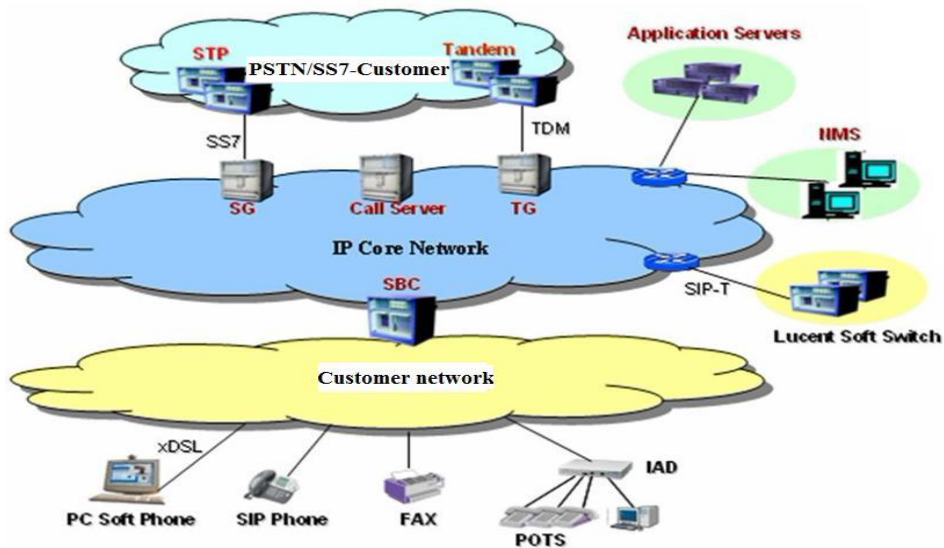 Application Servers
STP
Tandem
PSTN/SS7-Customer
SS7
TDM
NMS
SG
Call Server
TG
IP Core Network
SBC
SIP-T
Lucent Soft Switch
Customer network
xDSL
IAD
PC Soft Phone
SIP Phone
FAX
POTS